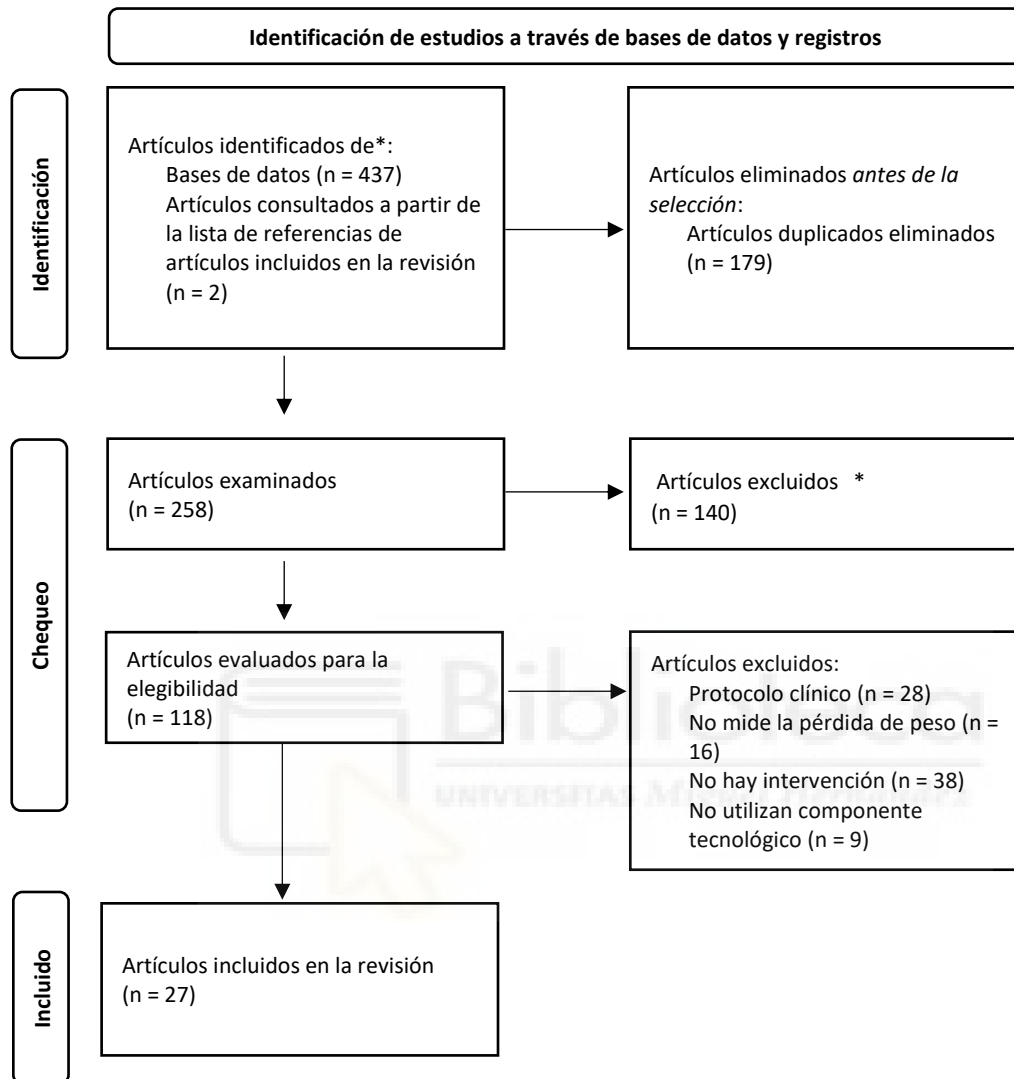 Identificación de estudios a través de bases de datos y registros
Identificación
Artículos identificados de*:
Bases de datos (n = 437)
Artículos consultados a partir de
la lista de referencias de
artículos incluidos en la revisión
(n = 2)
Artículos eliminados antes de la
selección:
Artículos duplicados eliminados
(n = 179)
Chequeo
Artículos examinados
(n = 258)
Artículos excluidos *
(n = 140)
Artículos evaluados para la
elegibilidad
(n = 118)
Artículos excluidos:
Protocolo clínico (n = 28)
No mide la pérdida de peso (n =
16)
No hay intervención (n = 38)
No utilizan componente
tecnológico (n = 9)
Biblioteca
UNIVERSITAS Miguel Hernández
Incluido
Artículos incluidos en la revisión
(n = 27)